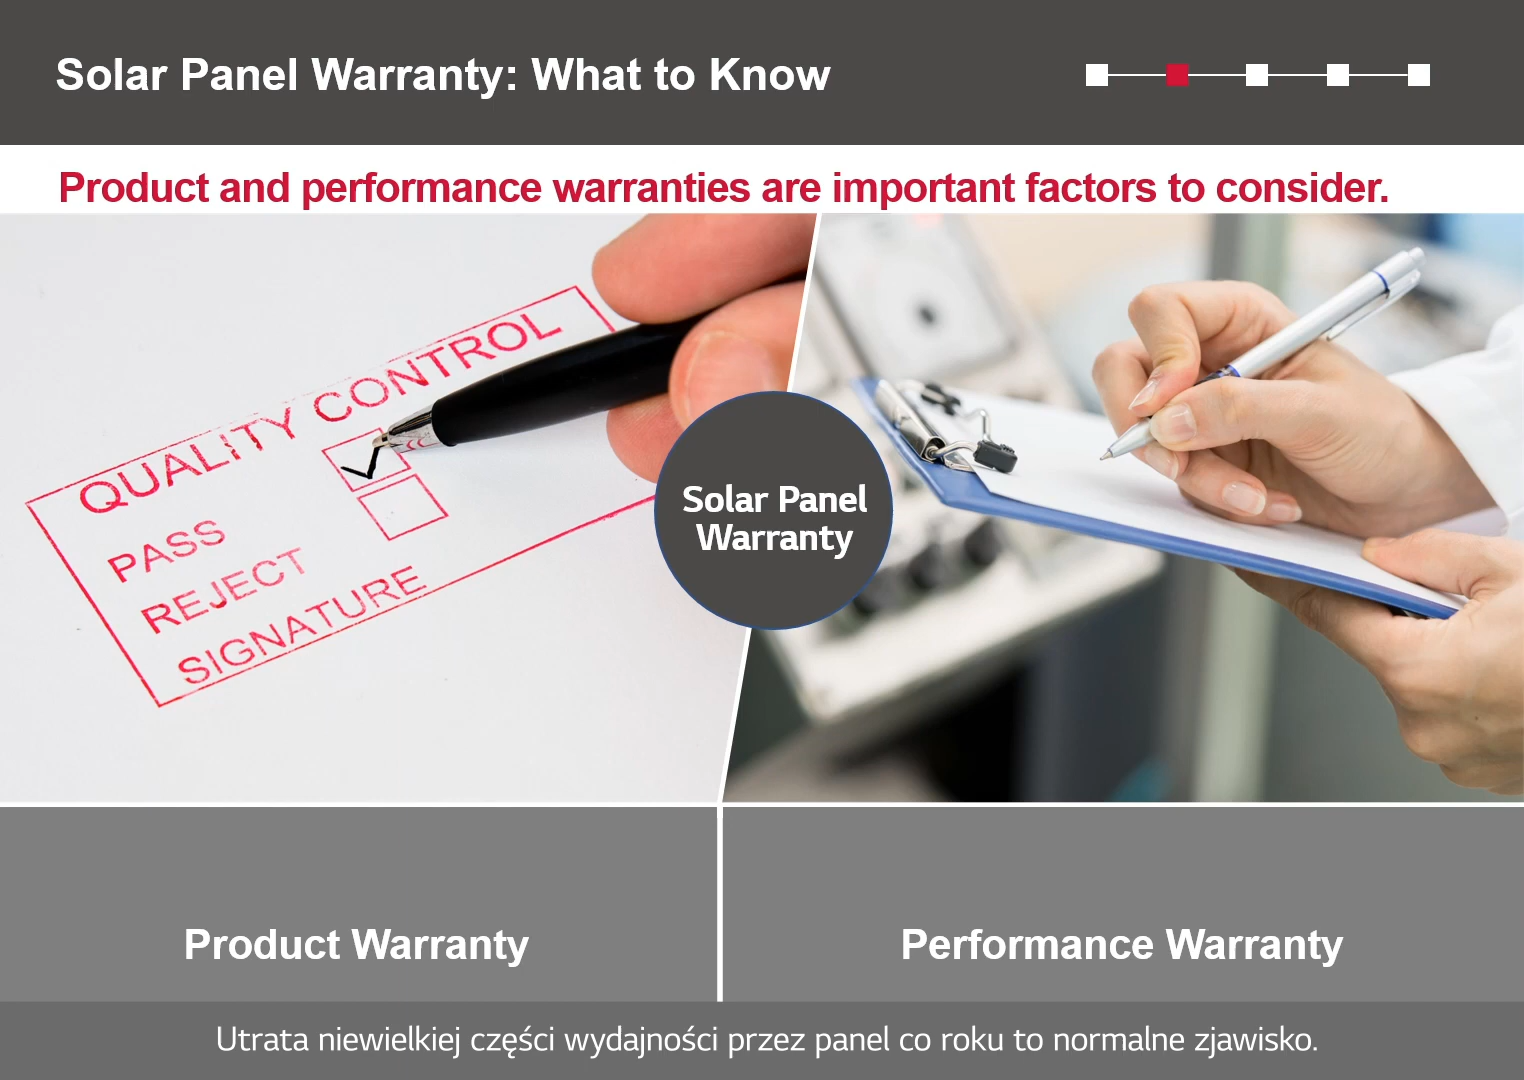 Solar Panel Warranty: What to Know
Product and performance warranties are important factors to consider.
QUALITY CONTROL
PASS
REJECT
SIGNATURE
Solar Panel
Warranty
Product Warranty
Performance Warranty
Utrata niewielkiej części wydajności przez panel co roku to normalne zjawisko.